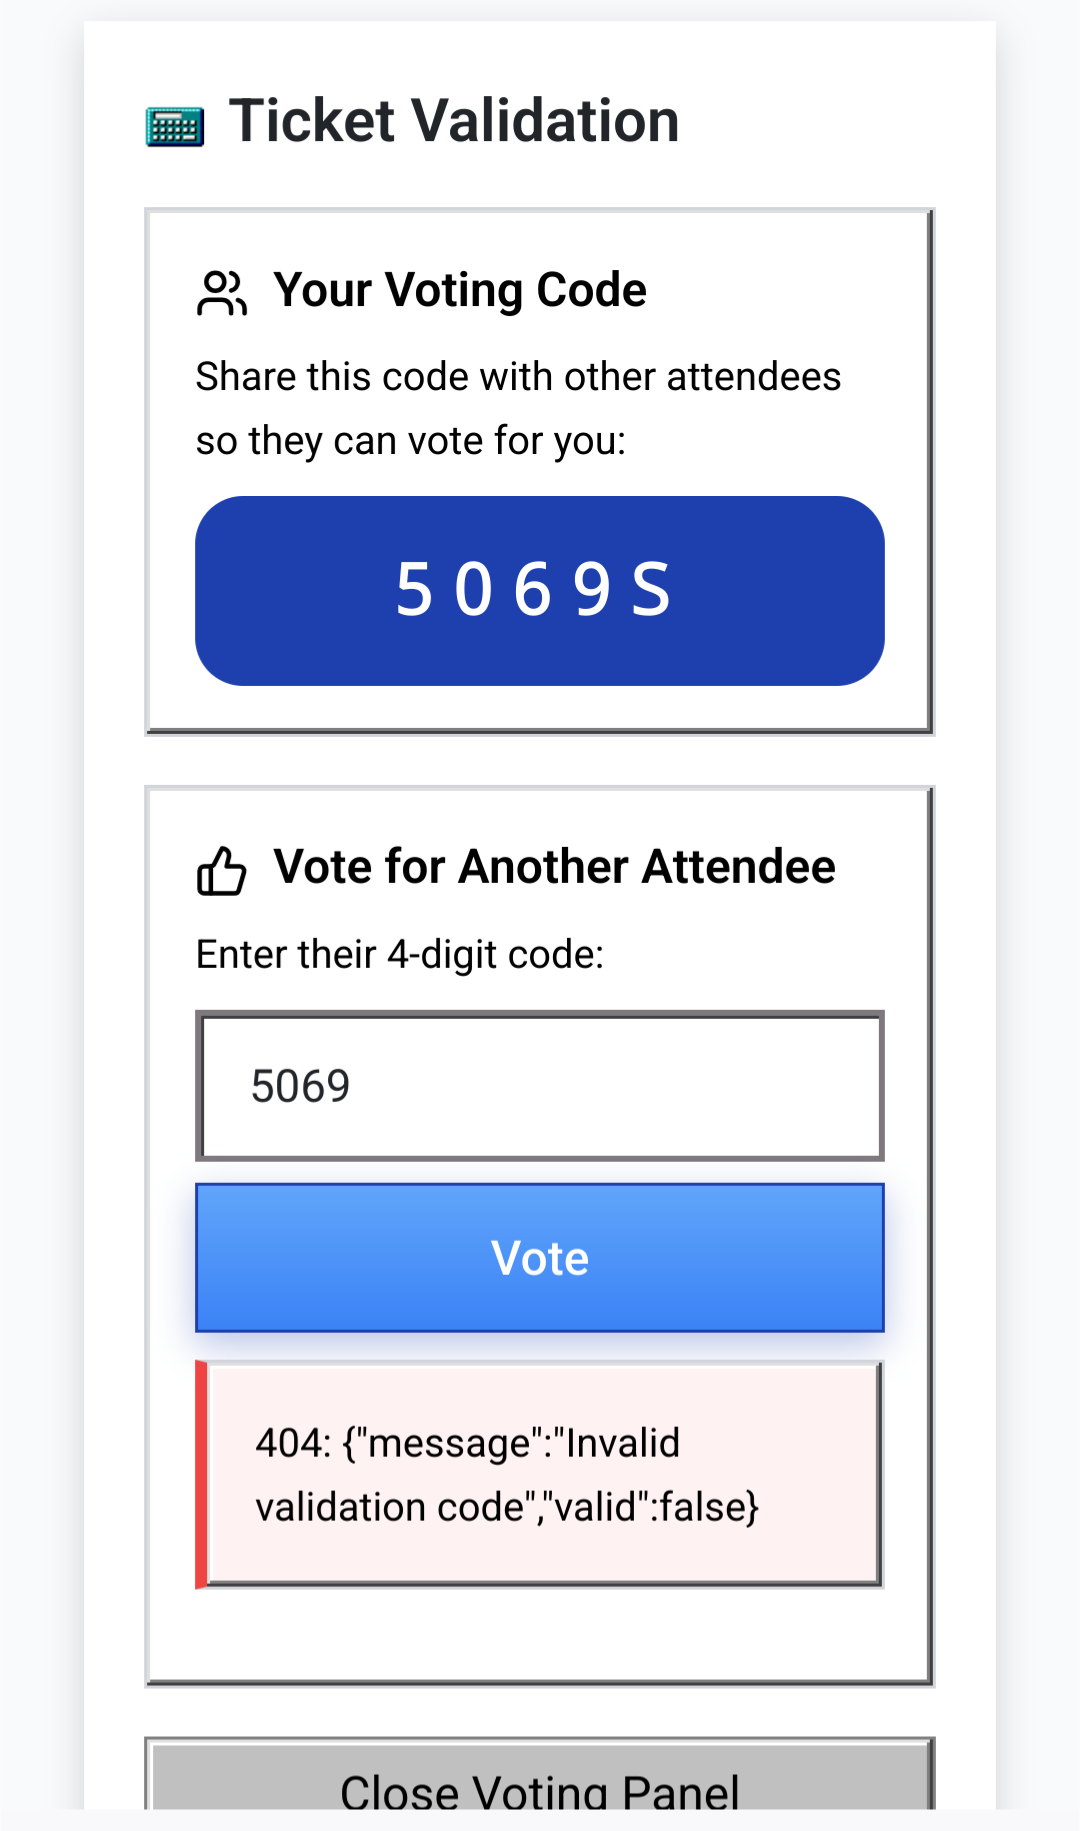 Ticket Validation
Your Voting Code
Share this code with other attendees
so they can vote for you:
5069S
Vote for Another Attendee
Enter their 4-digit code:
5069
Vote
404: {"message":"Invalid
validation code","valid":false}
Close Voting Panel